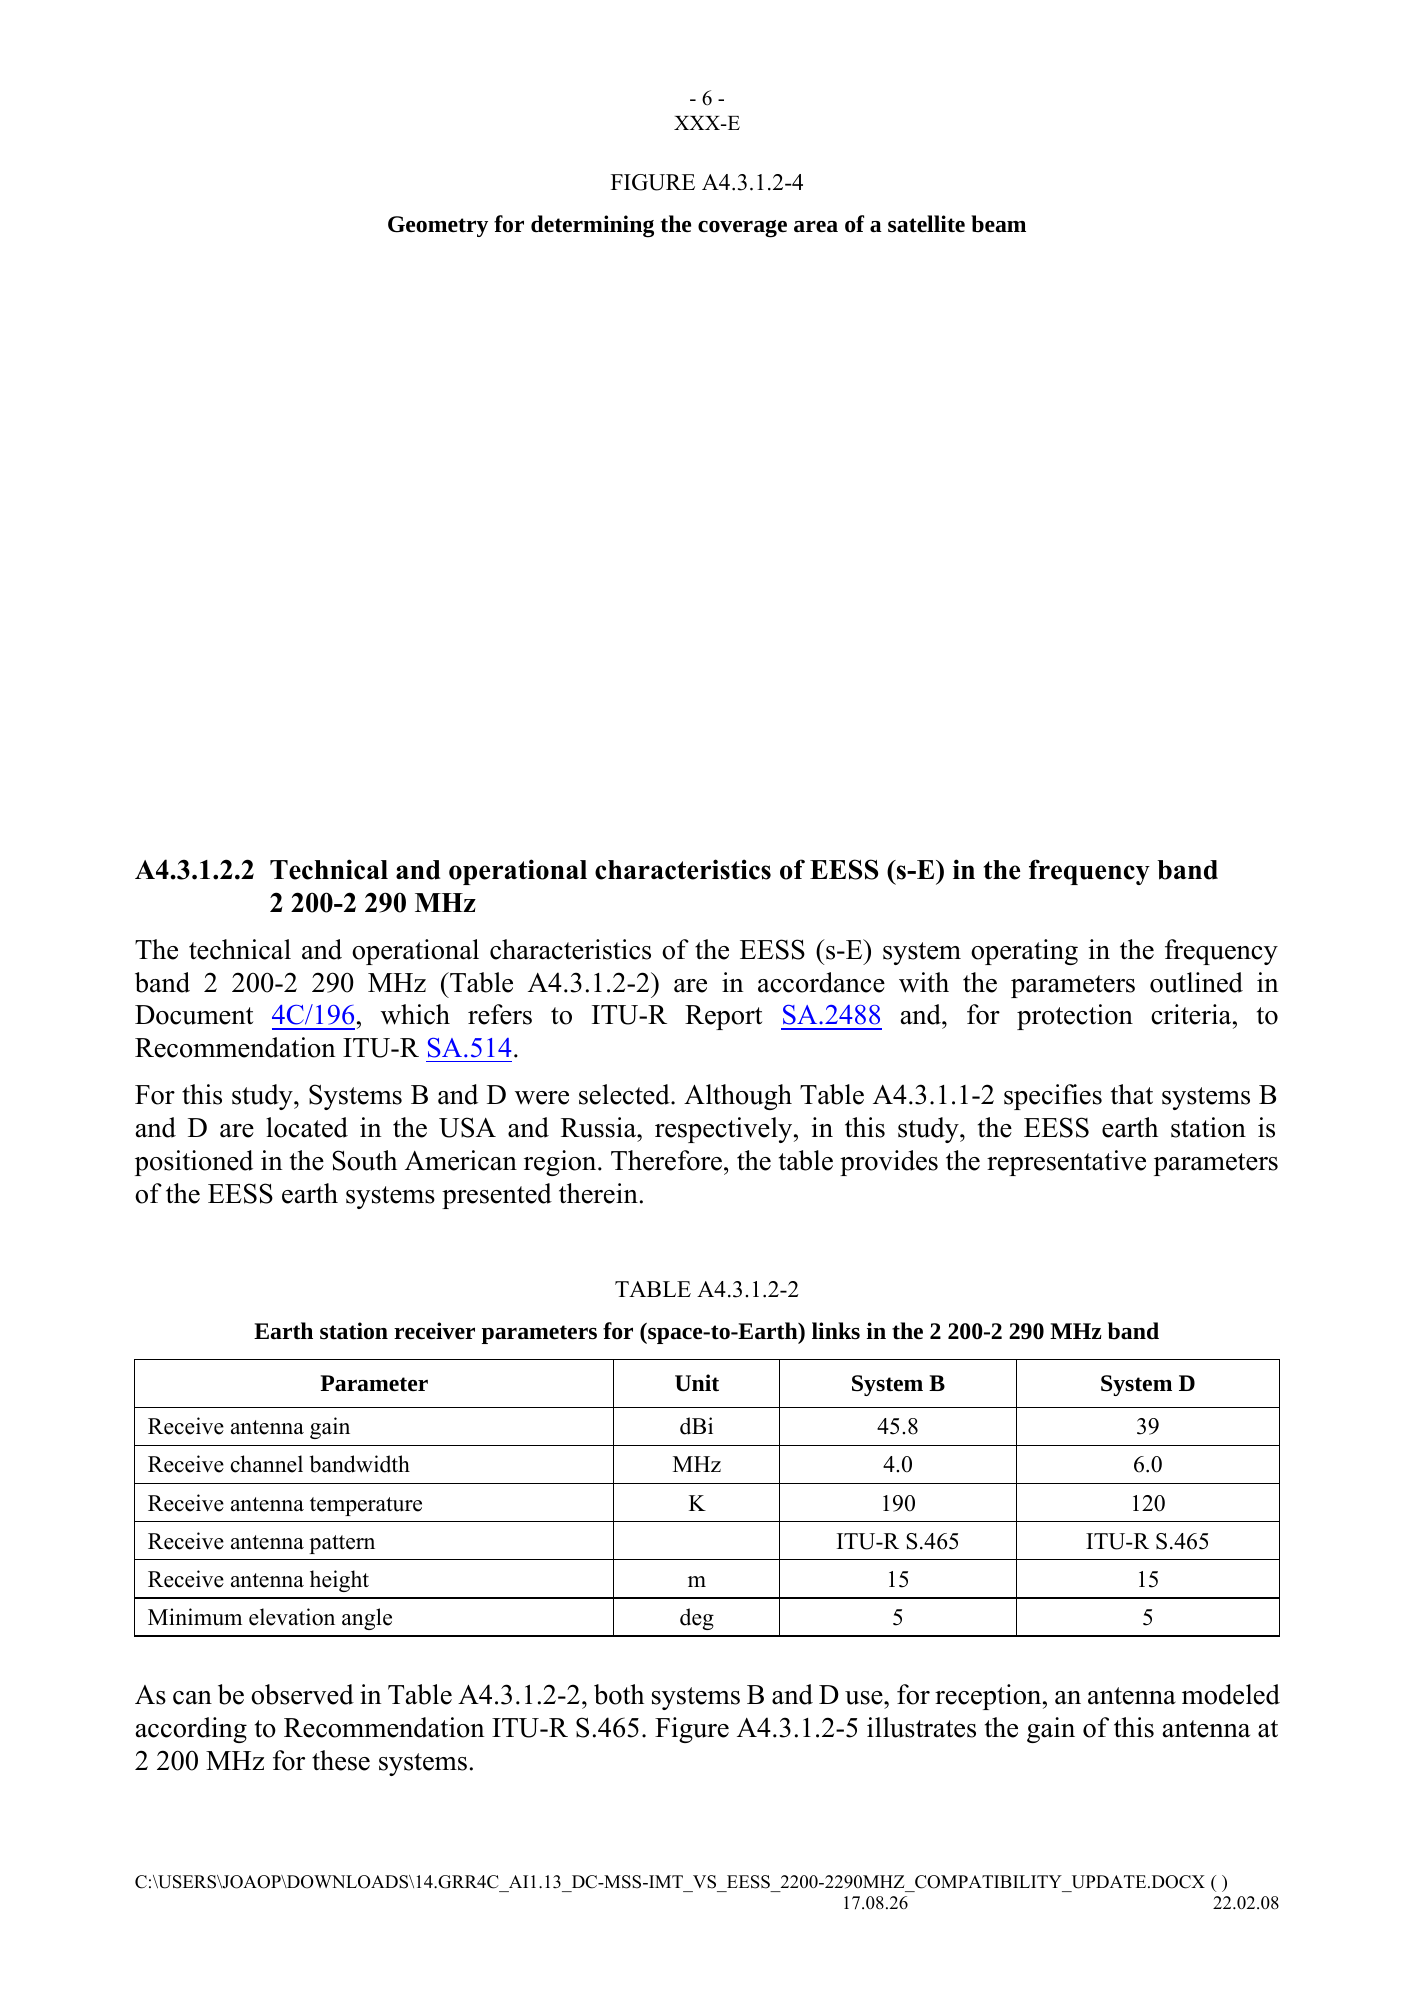 - 6 -
XXX-E
FIGURE A4.3.1.2-4
Geometry for determining the coverage area of a satellite beam
A4.3.1.2.2 Technical and operational characteristics of EESS (s-E) in the frequency band
2 200-2 290 MHz
The technical and operational characteristics of the EESS (s-E) system operating in the frequency
band 2 200-2 290 MHz (Table A4.3.1.2-2) are in accordance with the parameters outlined in
Document 4C/196, which refers to ITU-R Report SA.2488 and, for protection criteria, to
Recommendation ITU-R SA.514.
For this study, Systems B and D were selected. Although Table A4.3.1.1-2 specifies that systems B
and D are located in the USA and Russia, respectively, in this study, the EESS earth station is
positioned in the South American region. Therefore, the table provides the representative parameters
of the EESS earth systems presented therein.
TABLE A4.3.1.2-2
Earth station receiver parameters for (space-to-Earth) links in the 2 200-2 290 MHz band
Parameter Unit System B System D
Receive antenna gain dBi 45.8 39
Receive channel bandwidth MHz 4.0 6.0
Receive antenna temperature K 190 120
Receive antenna pattern ITU-R S.465 ITU-R S.465
Receive antenna height m 15 15
Minimum elevation angle deg 5 5
As can be observed in Table A4.3.1.2-2, both systems B and D use, for reception, an antenna modeled
according to Recommendation ITU-R S.465. Figure A4.3.1.2-5 illustrates the gain of this antenna at
2 200 MHz for these systems.
C:\USERS\JOAOP\DOWNLOADS\14.GRR4C_AI1.13_DC-MSS-IMT_VS_EESS_2200-2290MHZ_COMPATIBILITY_UPDATE.DOCX ( )
17.08.26 22.02.08